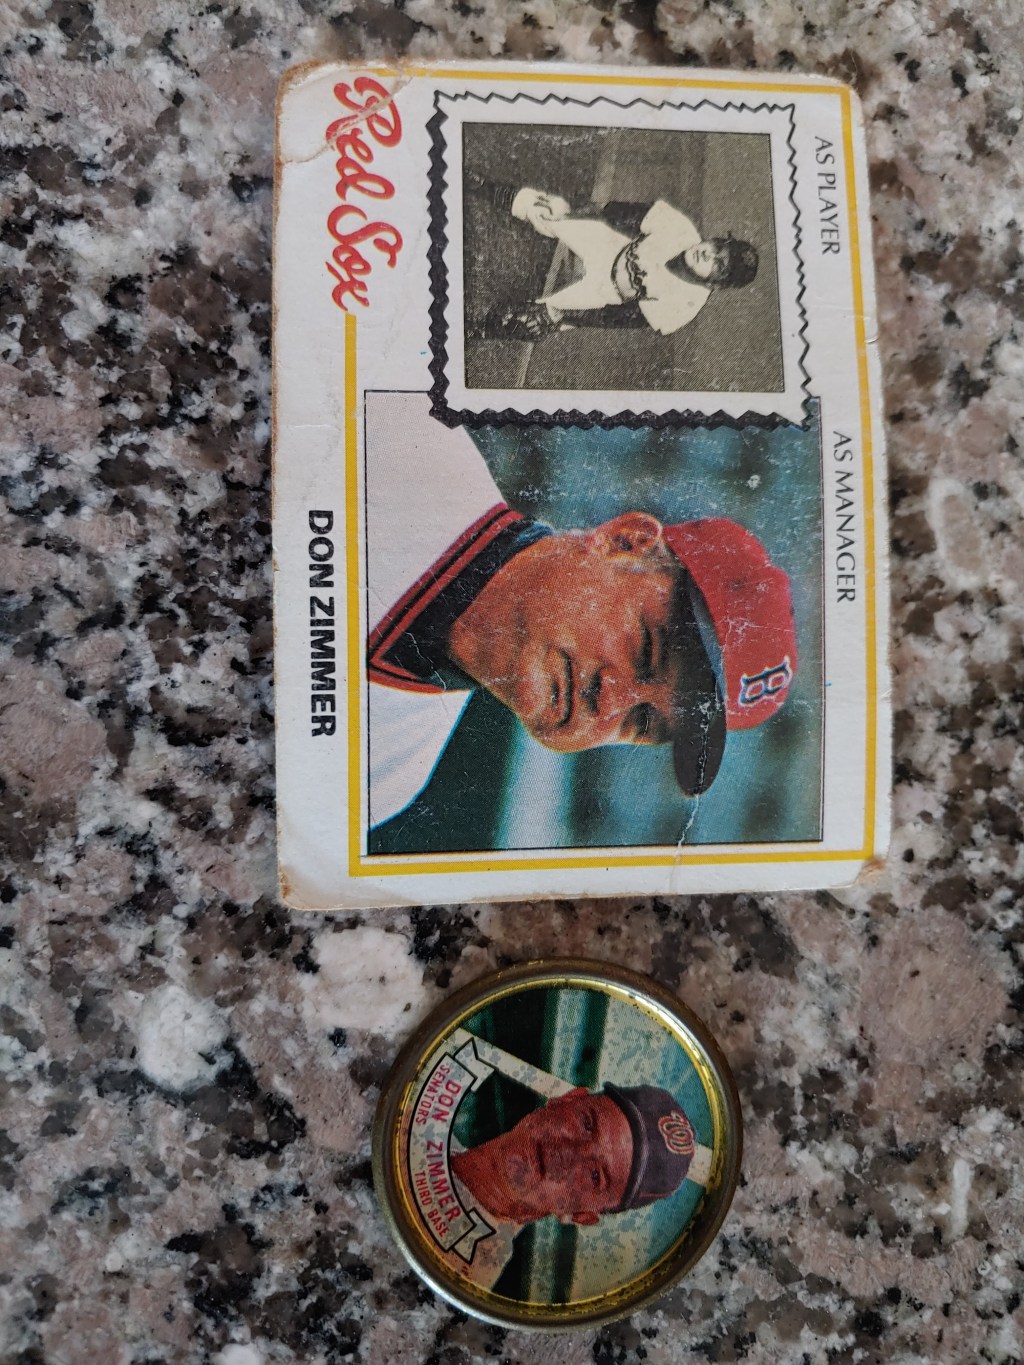 AS PLAYER
AS MANAGER
Red Sox
DON ZIMMER
B
W
DON ZIMMER
SENATORS THIRD BASE